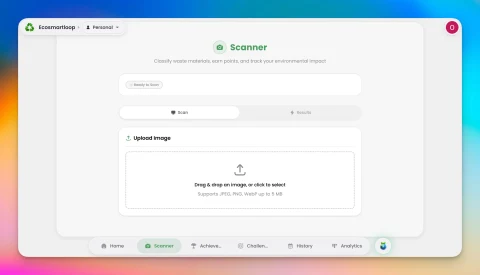 Ecosmartloop
Personal
O
Scanner
Classify waste materials, earn points, and track your environmental impact
Ready to Scan
Scan
Results
Upload Image
Drag & drop an image, or click to select
Supports JPEG, PNG, WebP up to 5 MB
Home
Scanner
Achieve...
Challen...
History
Analytics